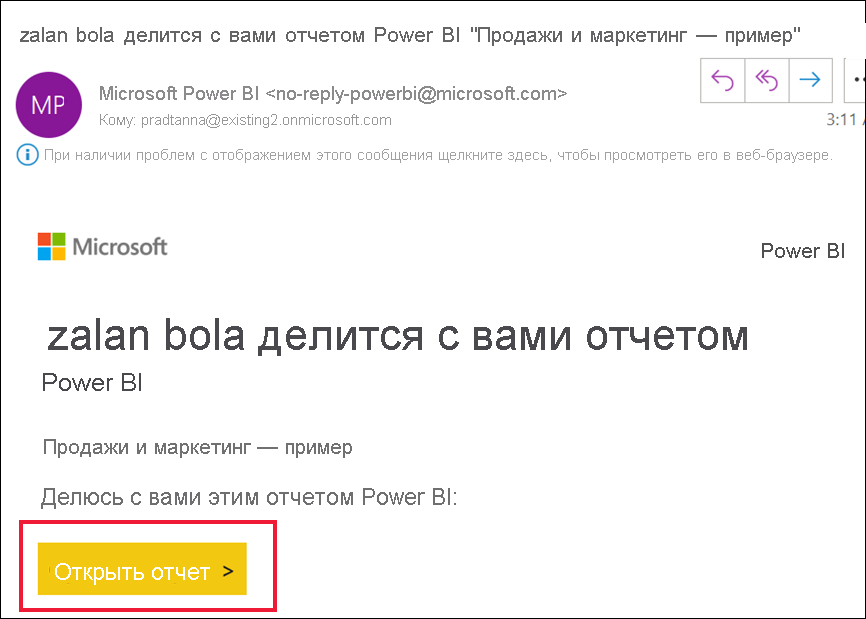 zalan bola делится с вами отчетом Power BI "Продажи и маркетинг — пример"
MP
Microsoft Power BI <no-reply-powerbi@microsoft.com>
Кому: pradtanna@existing2.onmicrosoft.com
3:11
При наличии проблем с отображением этого сообщения щелкните здесь, чтобы просмотреть его в веб-браузере.
Microsoft
Power BI
zalan bola делится с вами отчетом
Power BI
Продажи и маркетинг — пример
Делюсь с вами этим отчетом Power BI:
Открыть отчет >